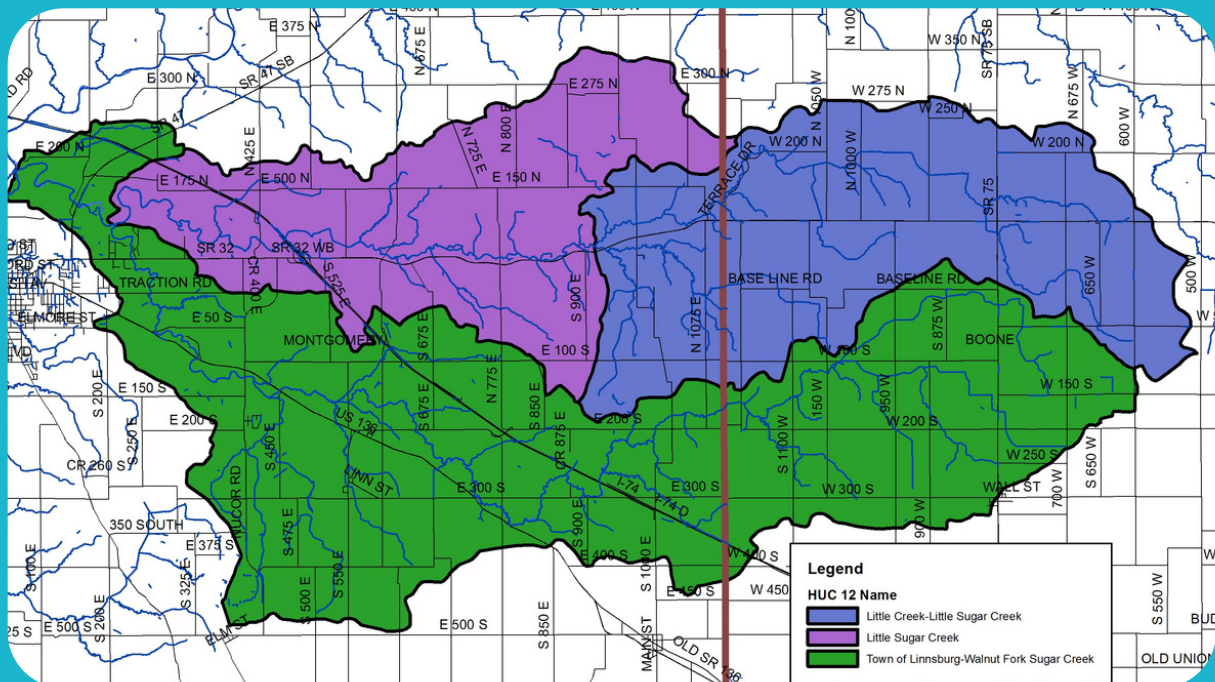 E 375 N
N 675 E
E 300 N
SR 47 SB
E 275 N
E 300 N
W 350 N
SR 75 SB
N 675 W
600 W
W 275 N
W 250 N
N 1050 W
SR 47
E 200 N
N 425 E
N 725 E
N 800 E
W 200 N
N 1000 W
W 200 N
E 175 N
E 500 N
E 150 N
TERRACE DR
SR 75
SR 32
SR 32 WB
CR 400 E
S 525 E
TRACTION RD
S 900 E
BASE LINE RD
BASELINE RD
650 W
500 W
ELMORE ST
E 50 S
MONTGOMERY
S 675 E
N 1075 E
S 875 W
BOONE
E 100 S
W 100 S
E 150 S
S 200 E
N 775 E
S 675 E
S 850 E
150 W
950 W
W 150 S
E 200 S
US 136
CR 875 E
E 200 S
W 200 S
S 250 E
S 450 E
S 1100 W
W 250 S
S 650 W
CR 260 S
LINN ST
NUCOR RD
E 300 S
I-74
I-74 D
E 300 S
W 300 S
WALL ST
700 W
350 SOUTH
S 475 E
S 900 E
900 W
E 375 S
S 325 E
S 550 E
E 400 S
S 1000 E
W 400 S
S 100 E
S 500 E
E 450 S
W 450
S 550 W
25 S
E 500 S
S 200 E
ELM ST
E 500 S
S 850 E
MAIN ST
OLD SR 136
OLD UNION
Legend
HUC 12 Name
Little Creek-Little Sugar Creek
Little Sugar Creek
Town of Linnsburg-Walnut Fork Sugar Creek